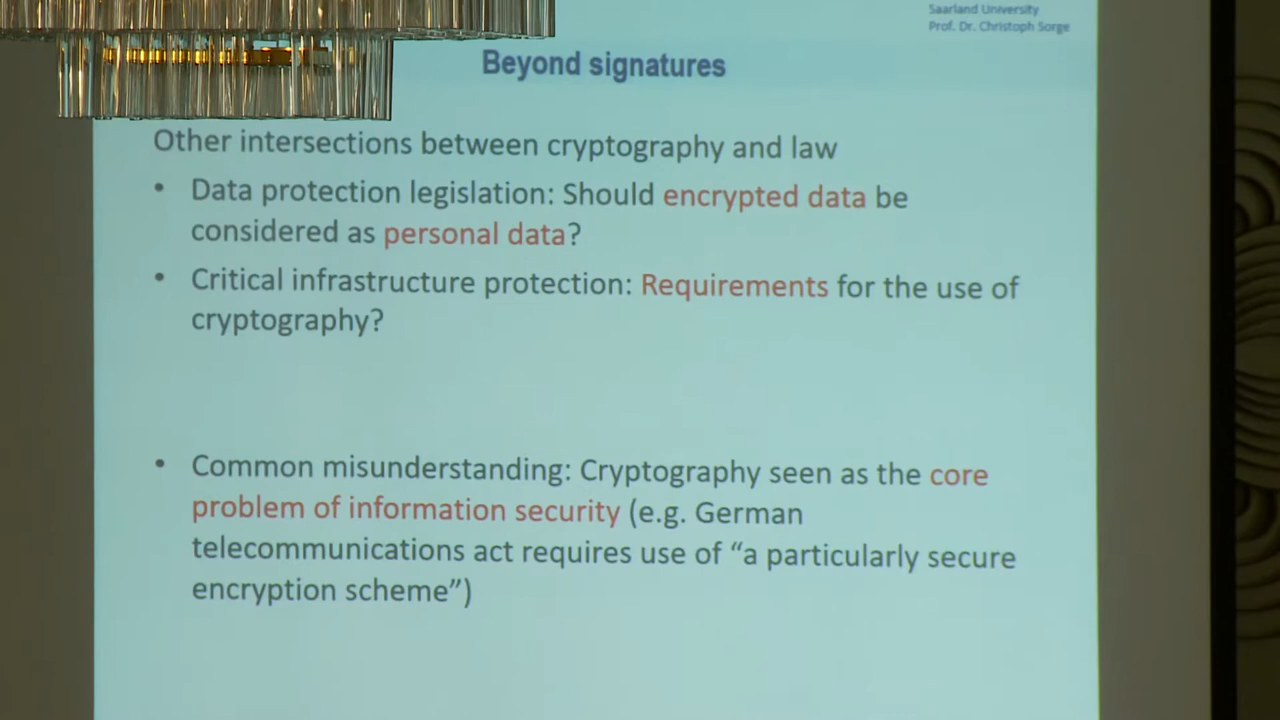 Saarland University
Prof. Dr. Christoph Sorge
Beyond signatures
Other intersections between cryptography and law
• Data protection legislation: Should encrypted data be
considered as personal data?
• Critical infrastructure protection: Requirements for the use of
cryptography?
• Common misunderstanding: Cryptography seen as the core
problem of information security (e.g. German
telecommunications act requires use of “a particularly secure
encryption scheme”)